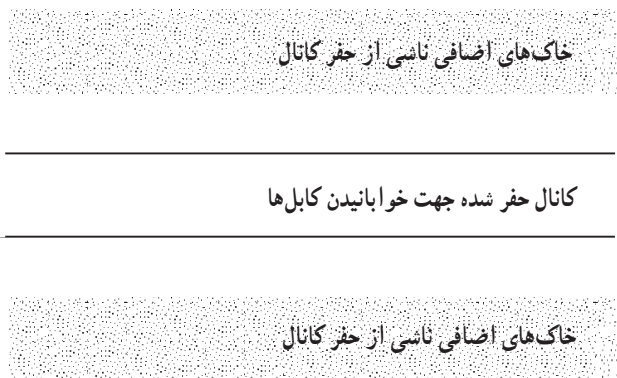 خاک‌های اضافی ناشی از حفر کانال
کانال حفر شده جهت خوابانیدن کابل‌ها
خاک‌های اضافی ناشی از حفر کانال